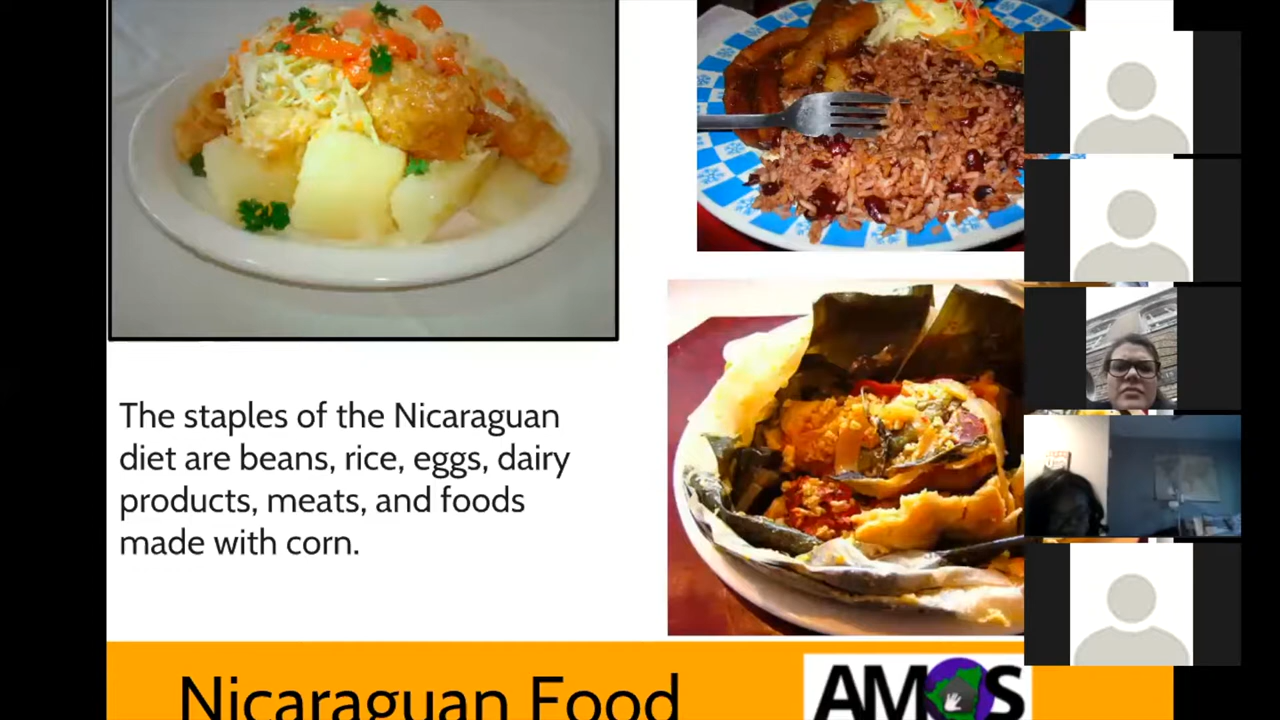 The staples of the Nicaraguan
diet are beans, rice, eggs, dairy
products, meats, and foods
made with corn.
Nicaraguan Food
AMOS